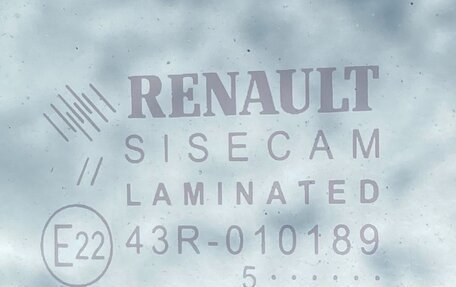 RENAULT
SISECAM
//
LAMINATED
E22 43R-010189
5 · · · · · ·